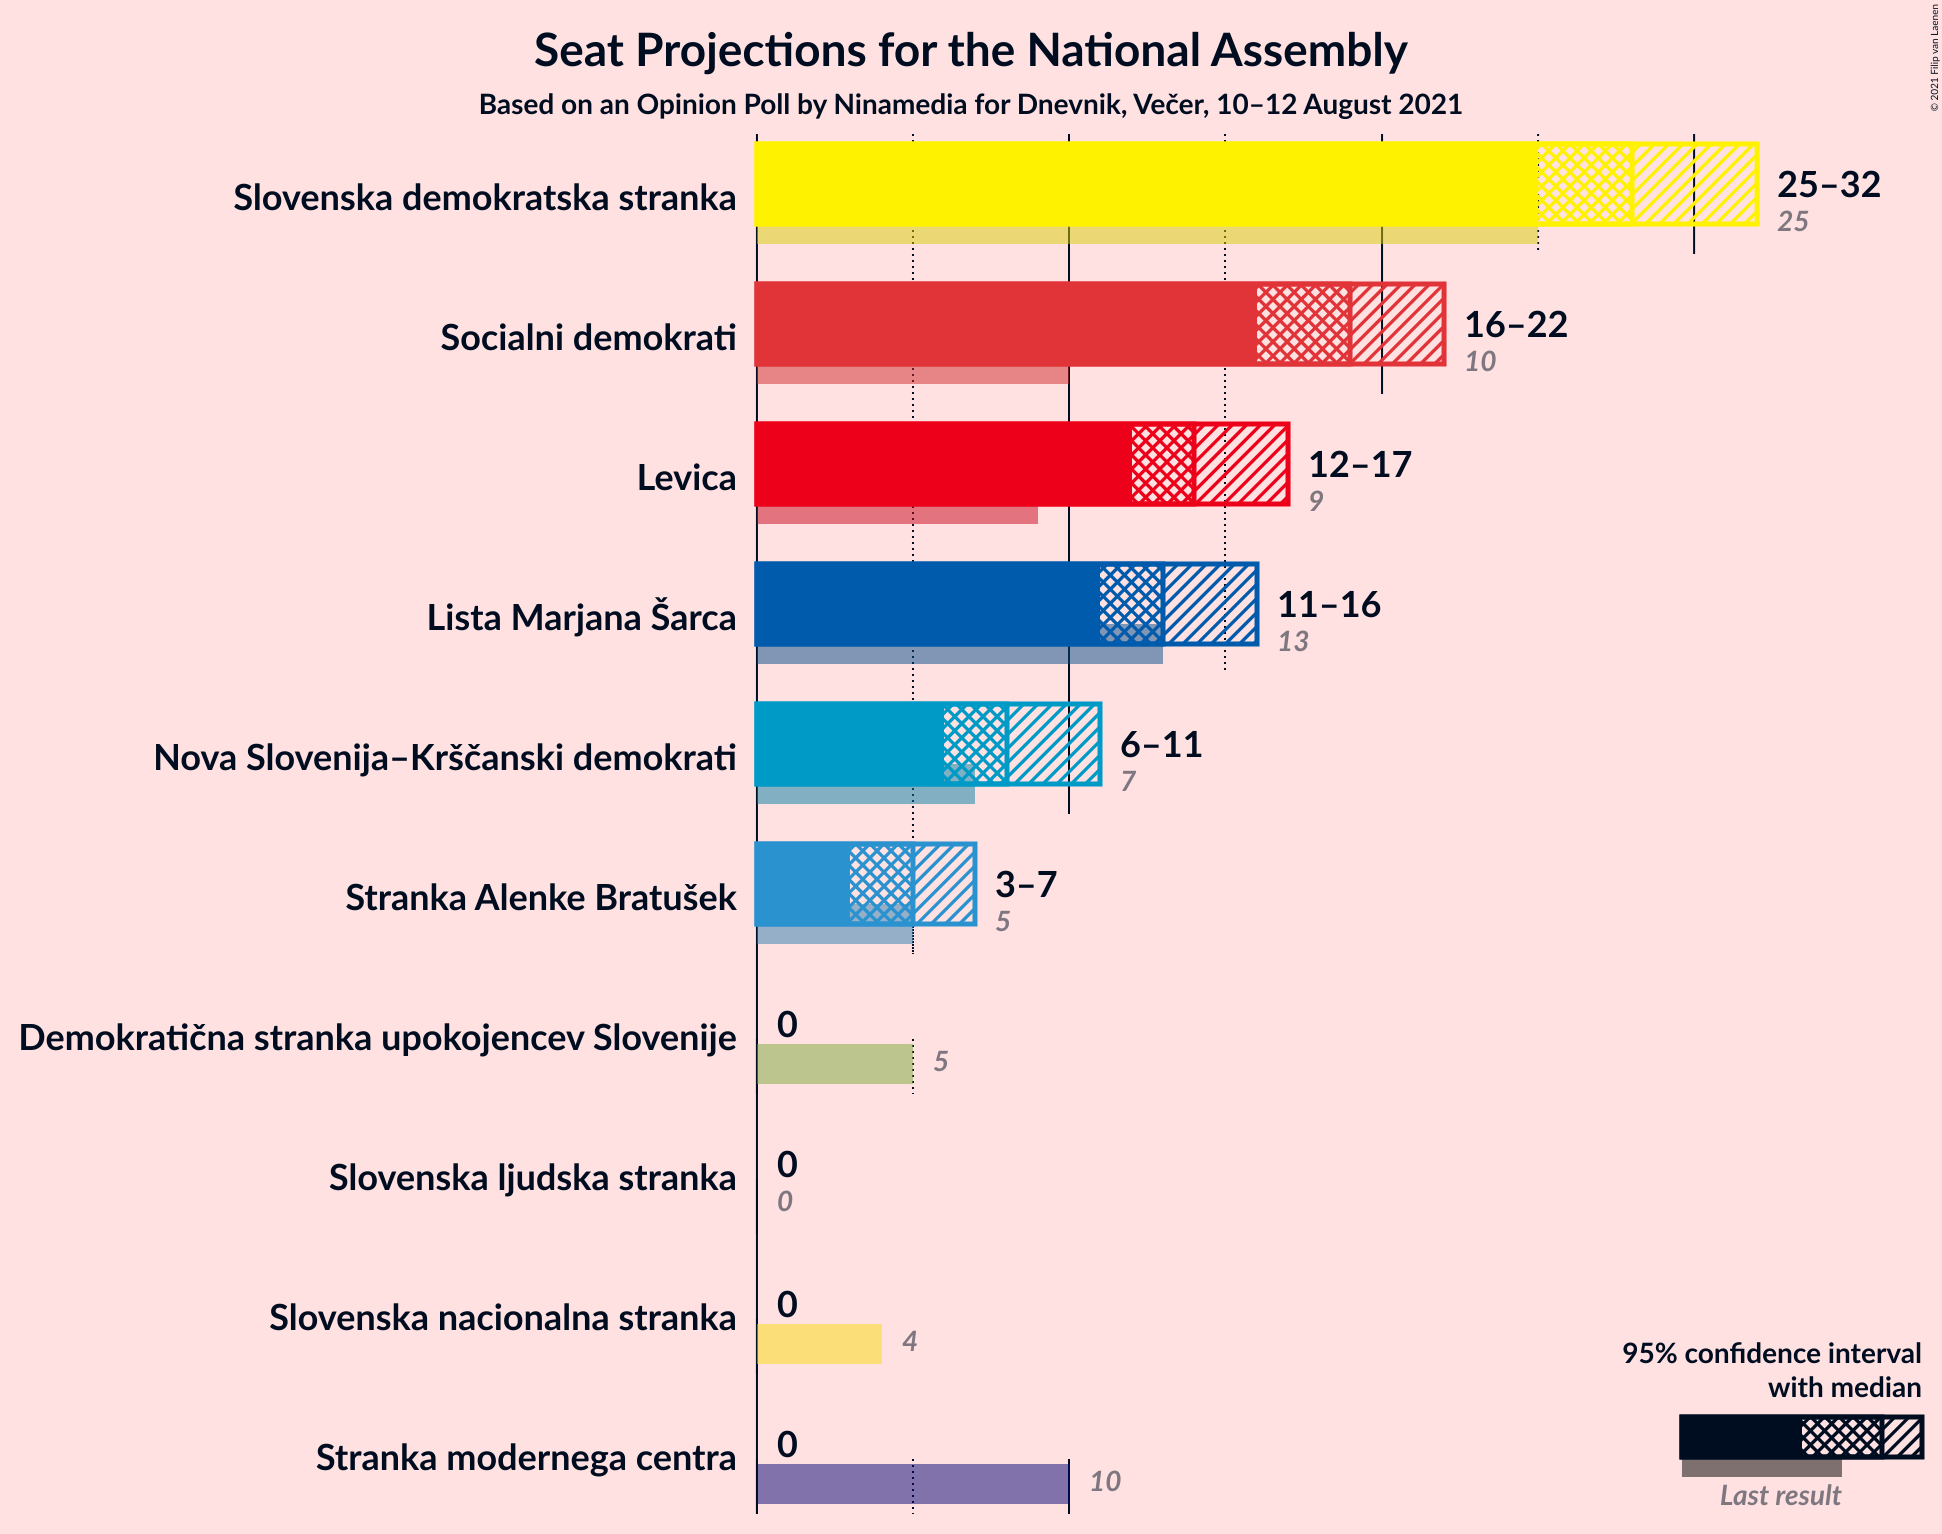 Seat Projections for the National Assembly
Based on an Opinion Poll by Ninamedia for Dnevnik, Večer, 10–12 August 2021
© 2021 Filip van Laenen
Slovenska demokratska stranka
25–32
25
Socialni demokrati
16–22
10
Levica
12–17
9
Lista Marjana Šarca
11–16
13
Nova Slovenija–Krščanski demokrati
6–11
7
Stranka Alenke Bratušek
3–7
5
Demokratična stranka upokojencev Slovenije
0
5
Slovenska ljudska stranka
0
0
Slovenska nacionalna stranka
0
4
Stranka modernega centra
0
10
95% confidence interval
with median
Last result